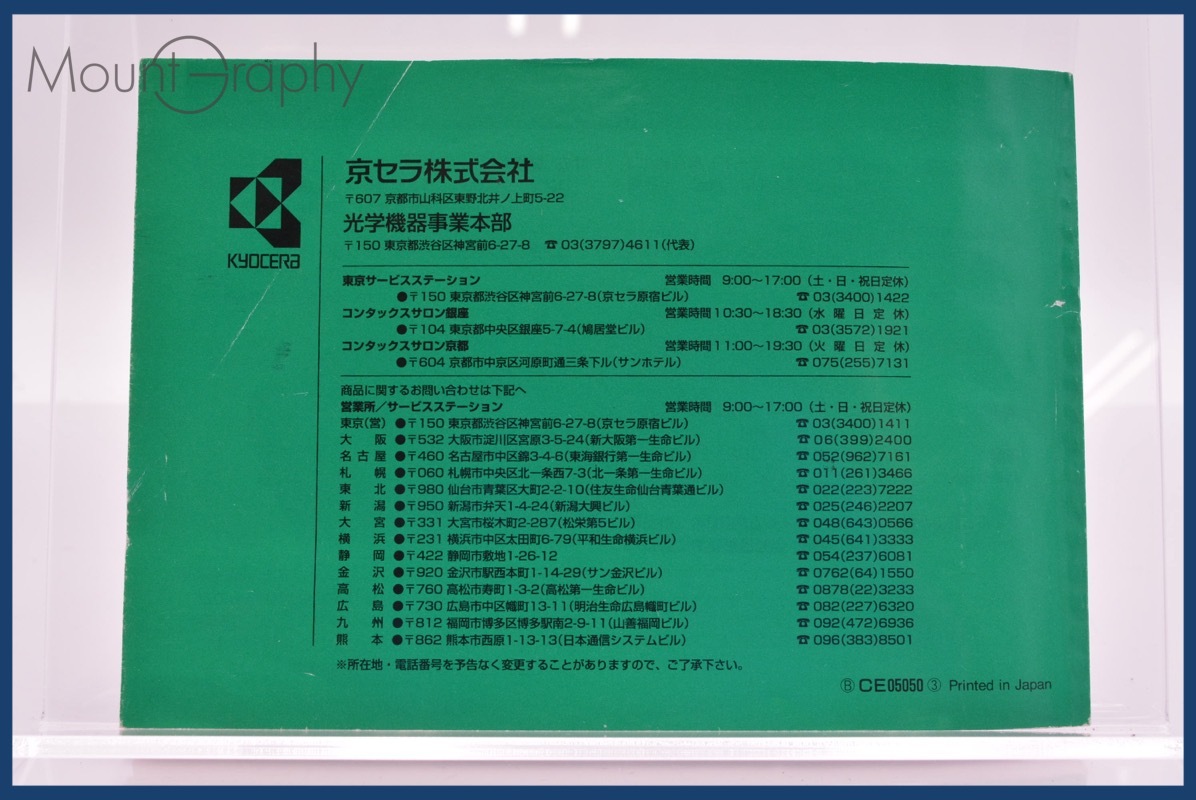 Mount Graphy
京セラ株式会社
〒607 京都市山科区東野北井ノ上町5-22
光学機器事業本部
〒150 東京都渋谷区神宮前6-27-8 ☎ 03(3797)4611(代表)
KYOCERA
東京サービスステーション 営業時間 9:00～17:00 (土・日・祝日定休)
●〒150 東京都渋谷区神宮前6-27-8(京セラ原宿ビル) ☎ 03(3400)1422
コンタックスサロン銀座 営業時間10:30～18:30 (水曜日定休)
●〒104 東京都中央区銀座5-7-4(鳩居堂ビル) ☎ 03(3572)1921
コンタックスサロン京都 営業時間11:00～19:30 (火曜日定休)
●〒604 京都市中京区河原町通三条下ル(サンホテル) ☎ 075(255)7131
商品に関するお問い合わせは下記へ
営業所／サービスステーション 営業時間 9:00～17:00 (土・日・祝日定休)
東京(営) ●〒150 東京都渋谷区神宮前6-27-8(京セラ原宿ビル) ☎ 03(3400)1411
大阪 ●〒532 大阪市淀川区宮原3-5-24(新大阪第一生命ビル) ☎ 06(399)2400
名古屋 ●〒460 名古屋市中区錦3-4-6(東海銀行第一生命ビル) ☎ 052(962)7161
札幌 ●〒060 札幌市中央区北一条西7-3(北一条第一生命ビル) ☎ 011(261)3466
東北 ●〒980 仙台市青葉区大町2-2-10(住友生命仙台青葉通ビル) ☎ 022(223)7222
新潟 ●〒950 新潟市弁天1-4-24(新潟大興ビル) ☎ 025(246)2207
大宮 ●〒331 大宮市桜木町2-287(松栄第5ビル) ☎ 048(643)0566
横浜 ●〒231 横浜市中区太田町6-79(平和生命横浜ビル) ☎ 045(641)3333
静岡 ●〒422 静岡市敷地1-26-12 ☎ 054(237)6081
金沢 ●〒920 金沢市駅西本町1-14-29(サン金沢ビル) ☎ 0762(64)1550
高松 ●〒760 高松市寿町1-3-2(高松第一生命ビル) ☎ 0878(22)3233
広島 ●〒730 広島市中区幟町13-11(明治生命広島幟町ビル) ☎ 082(227)6320
九州 ●〒812 福岡市博多区博多駅南2-9-11(山善福岡ビル) ☎ 092(472)6936
熊本 ●〒862 熊本市西原1-13-13(日本通信システムビル) ☎ 096(383)8501
※所在地・電話番号を予告なく変更することがありますので、ご了承下さい。
Ⓑ CE05050 ③ Printed in Japan